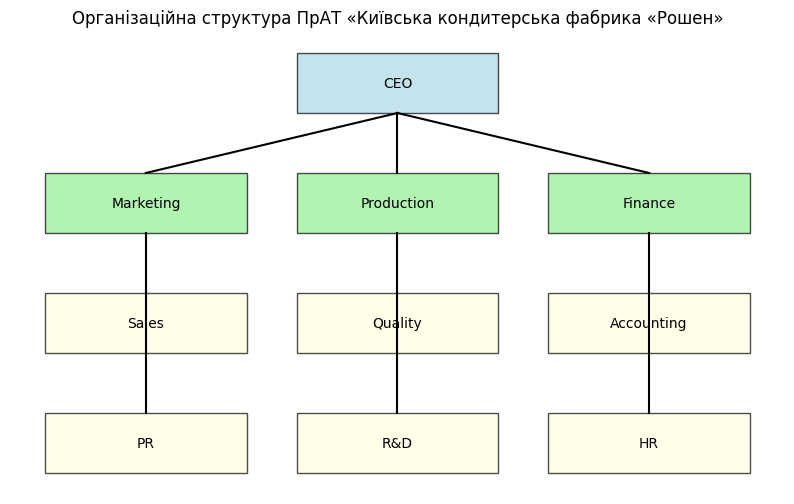 Організаційна структура ПрАТ «Київська кондитерська фабрика «Рошен»
CEO
Marketing
Production
Finance
Sales
Quality
Accounting
PR
R&D
HR